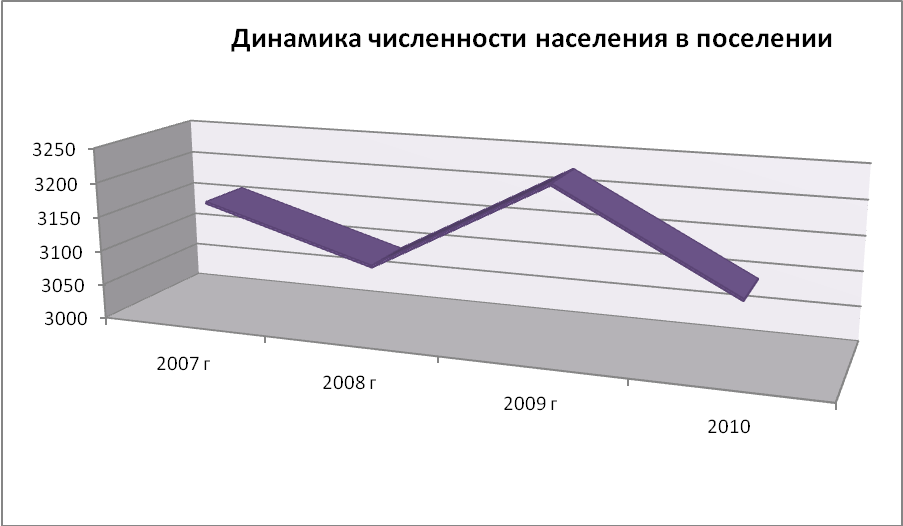 Динамика численности населения в поселении
3250
3200
3150
3100
3050
3000
2007 г
2008 г
2009 г
2010